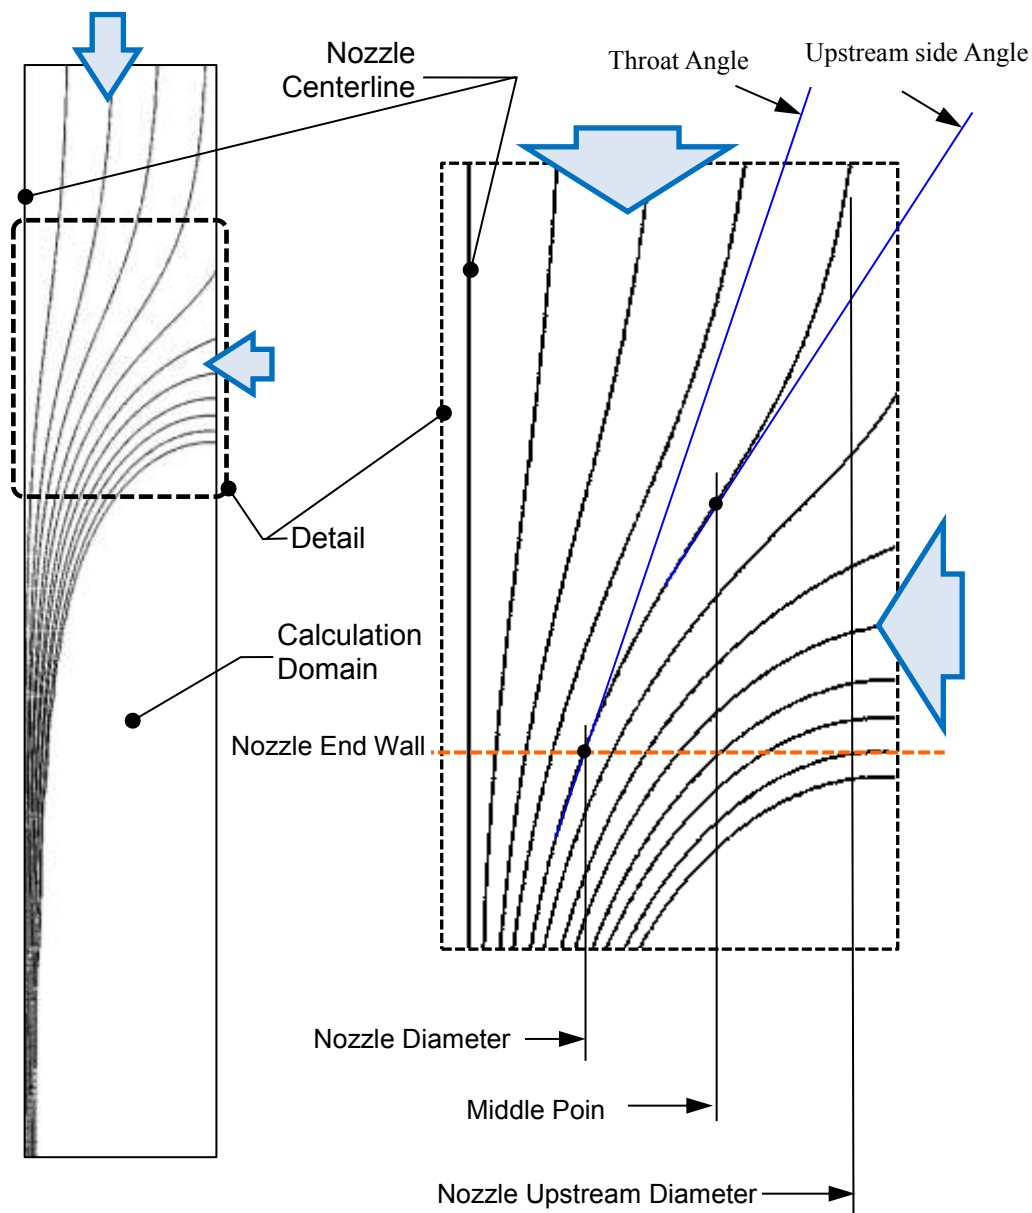 Nozzle
Centerline
Throat Angle
Upstream side Angle
Detail
Calculation
Domain
Nozzle End Wall
Nozzle Diameter
Middle Poin
Nozzle Upstream Diameter